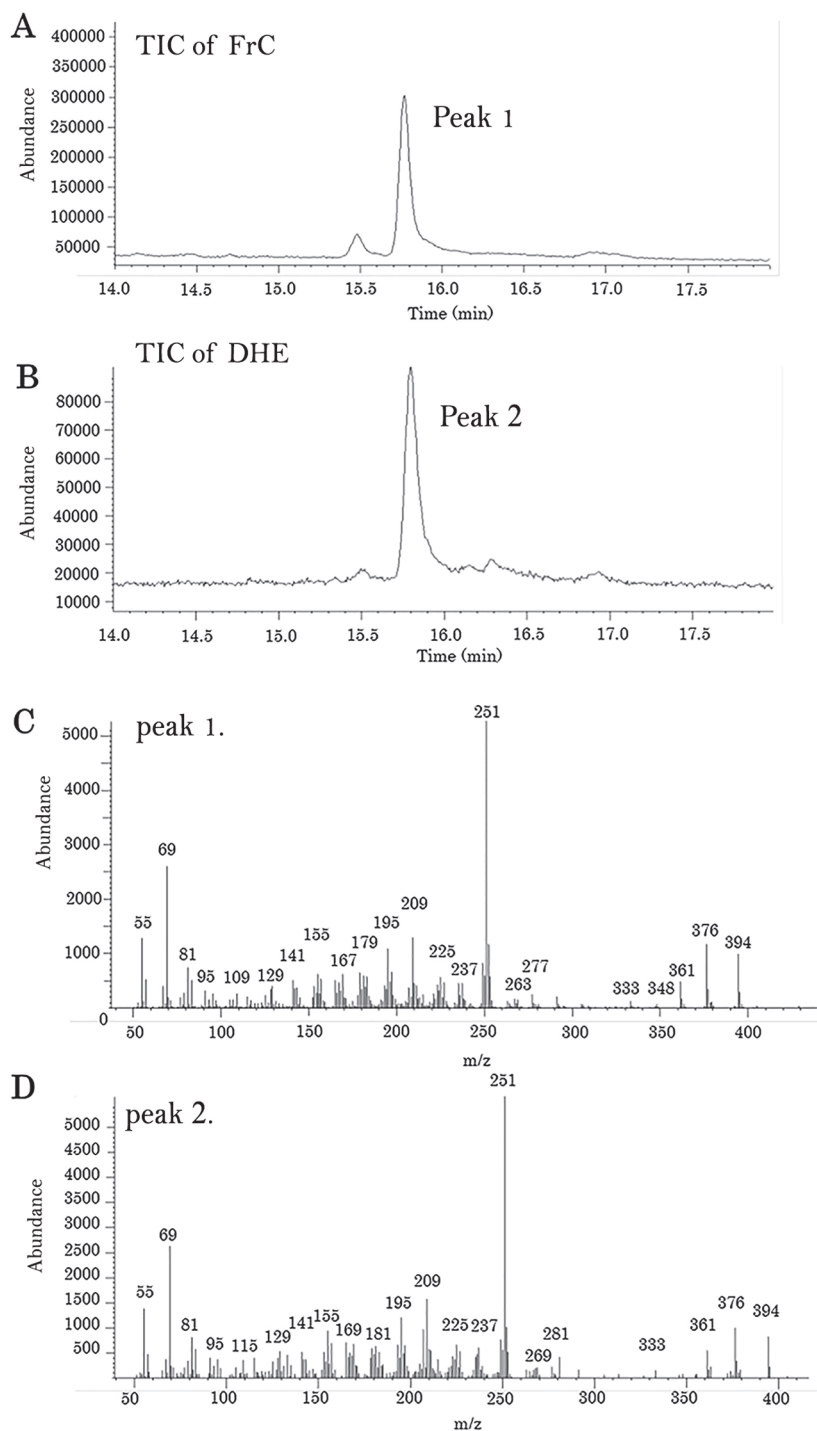 A
TIC of FrC
400000
350000
300000
250000
200000
150000
100000
50000
Abundance
Peak 1
14.0 14.5 15.0 15.5 16.0 16.5 17.0 17.5
Time (min)
TIC of DHE
B
80000
70000
60000
50000
40000
30000
20000
10000
Abundance
Peak 2
14.0 14.5 15.0 15.5 16.0 16.5 17.0 17.5
Time (min)
C
peak 1.
5000
4000
3000
2000
1000
0
Abundance
55 69 81 95 109 129 141 155 167 179 195 209 225 237 251 263 277 333 348 361 376 394
50 100 150 200 250 300 350 400
m/z
D
peak 2.
5000
4500
4000
3500
3000
2500
2000
1500
1000
500
Abundance
55 69 81 95 115 129 141 155 169 181 195 209 225 237 251 269 281 333 361 376 394
50 100 150 200 250 300 350 400
m/z